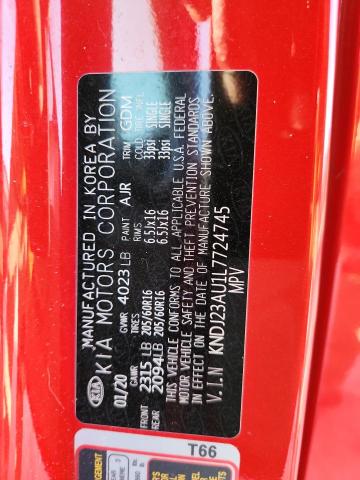 MANUFACTURED IN KOREA BY
KIA KIA MOTORS CORPORATION
01/20 GVWR 4023 LB PAINT AJR TRIM GDM
GAWR TIRES RIMS COLD TIRE INFL.
FRONT 2315 LB 205/60R16 6.5Jx16 33psi SINGLE
REAR 2094 LB 205/60R16 6.5Jx16 33psi SINGLE
THIS VEHICLE CONFORMS TO ALL APPLICABLE U.S.A. FEDERAL
MOTOR VEHICLE SAFETY AND THEFT PREVENTION STANDARDS
IN EFFECT ON THE DATE OF MANUFACTURE SHOWN ABOVE.
V.I.N KNDJ23AU1L7724745
MPV
T66